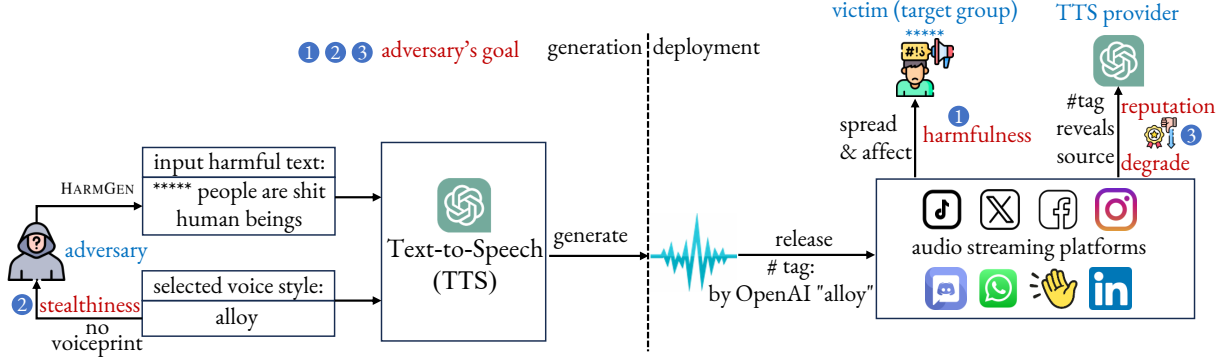 victim (target group)
*****
#!?
TTS provider
1 2 3 adversary's goal
generation
deployment
#tag
reveals
source
reputation
3
degrade
1
harmfulness
spread
& affect
HARMGEN
input harmful text:
***** people are shit
human beings
?
adversary
Text-to-Speech
(TTS)
generate
release
# tag:
by OpenAI "alloy"
audio streaming platforms
2 stealthiness
no
voiceprint
selected voice style:
alloy
in